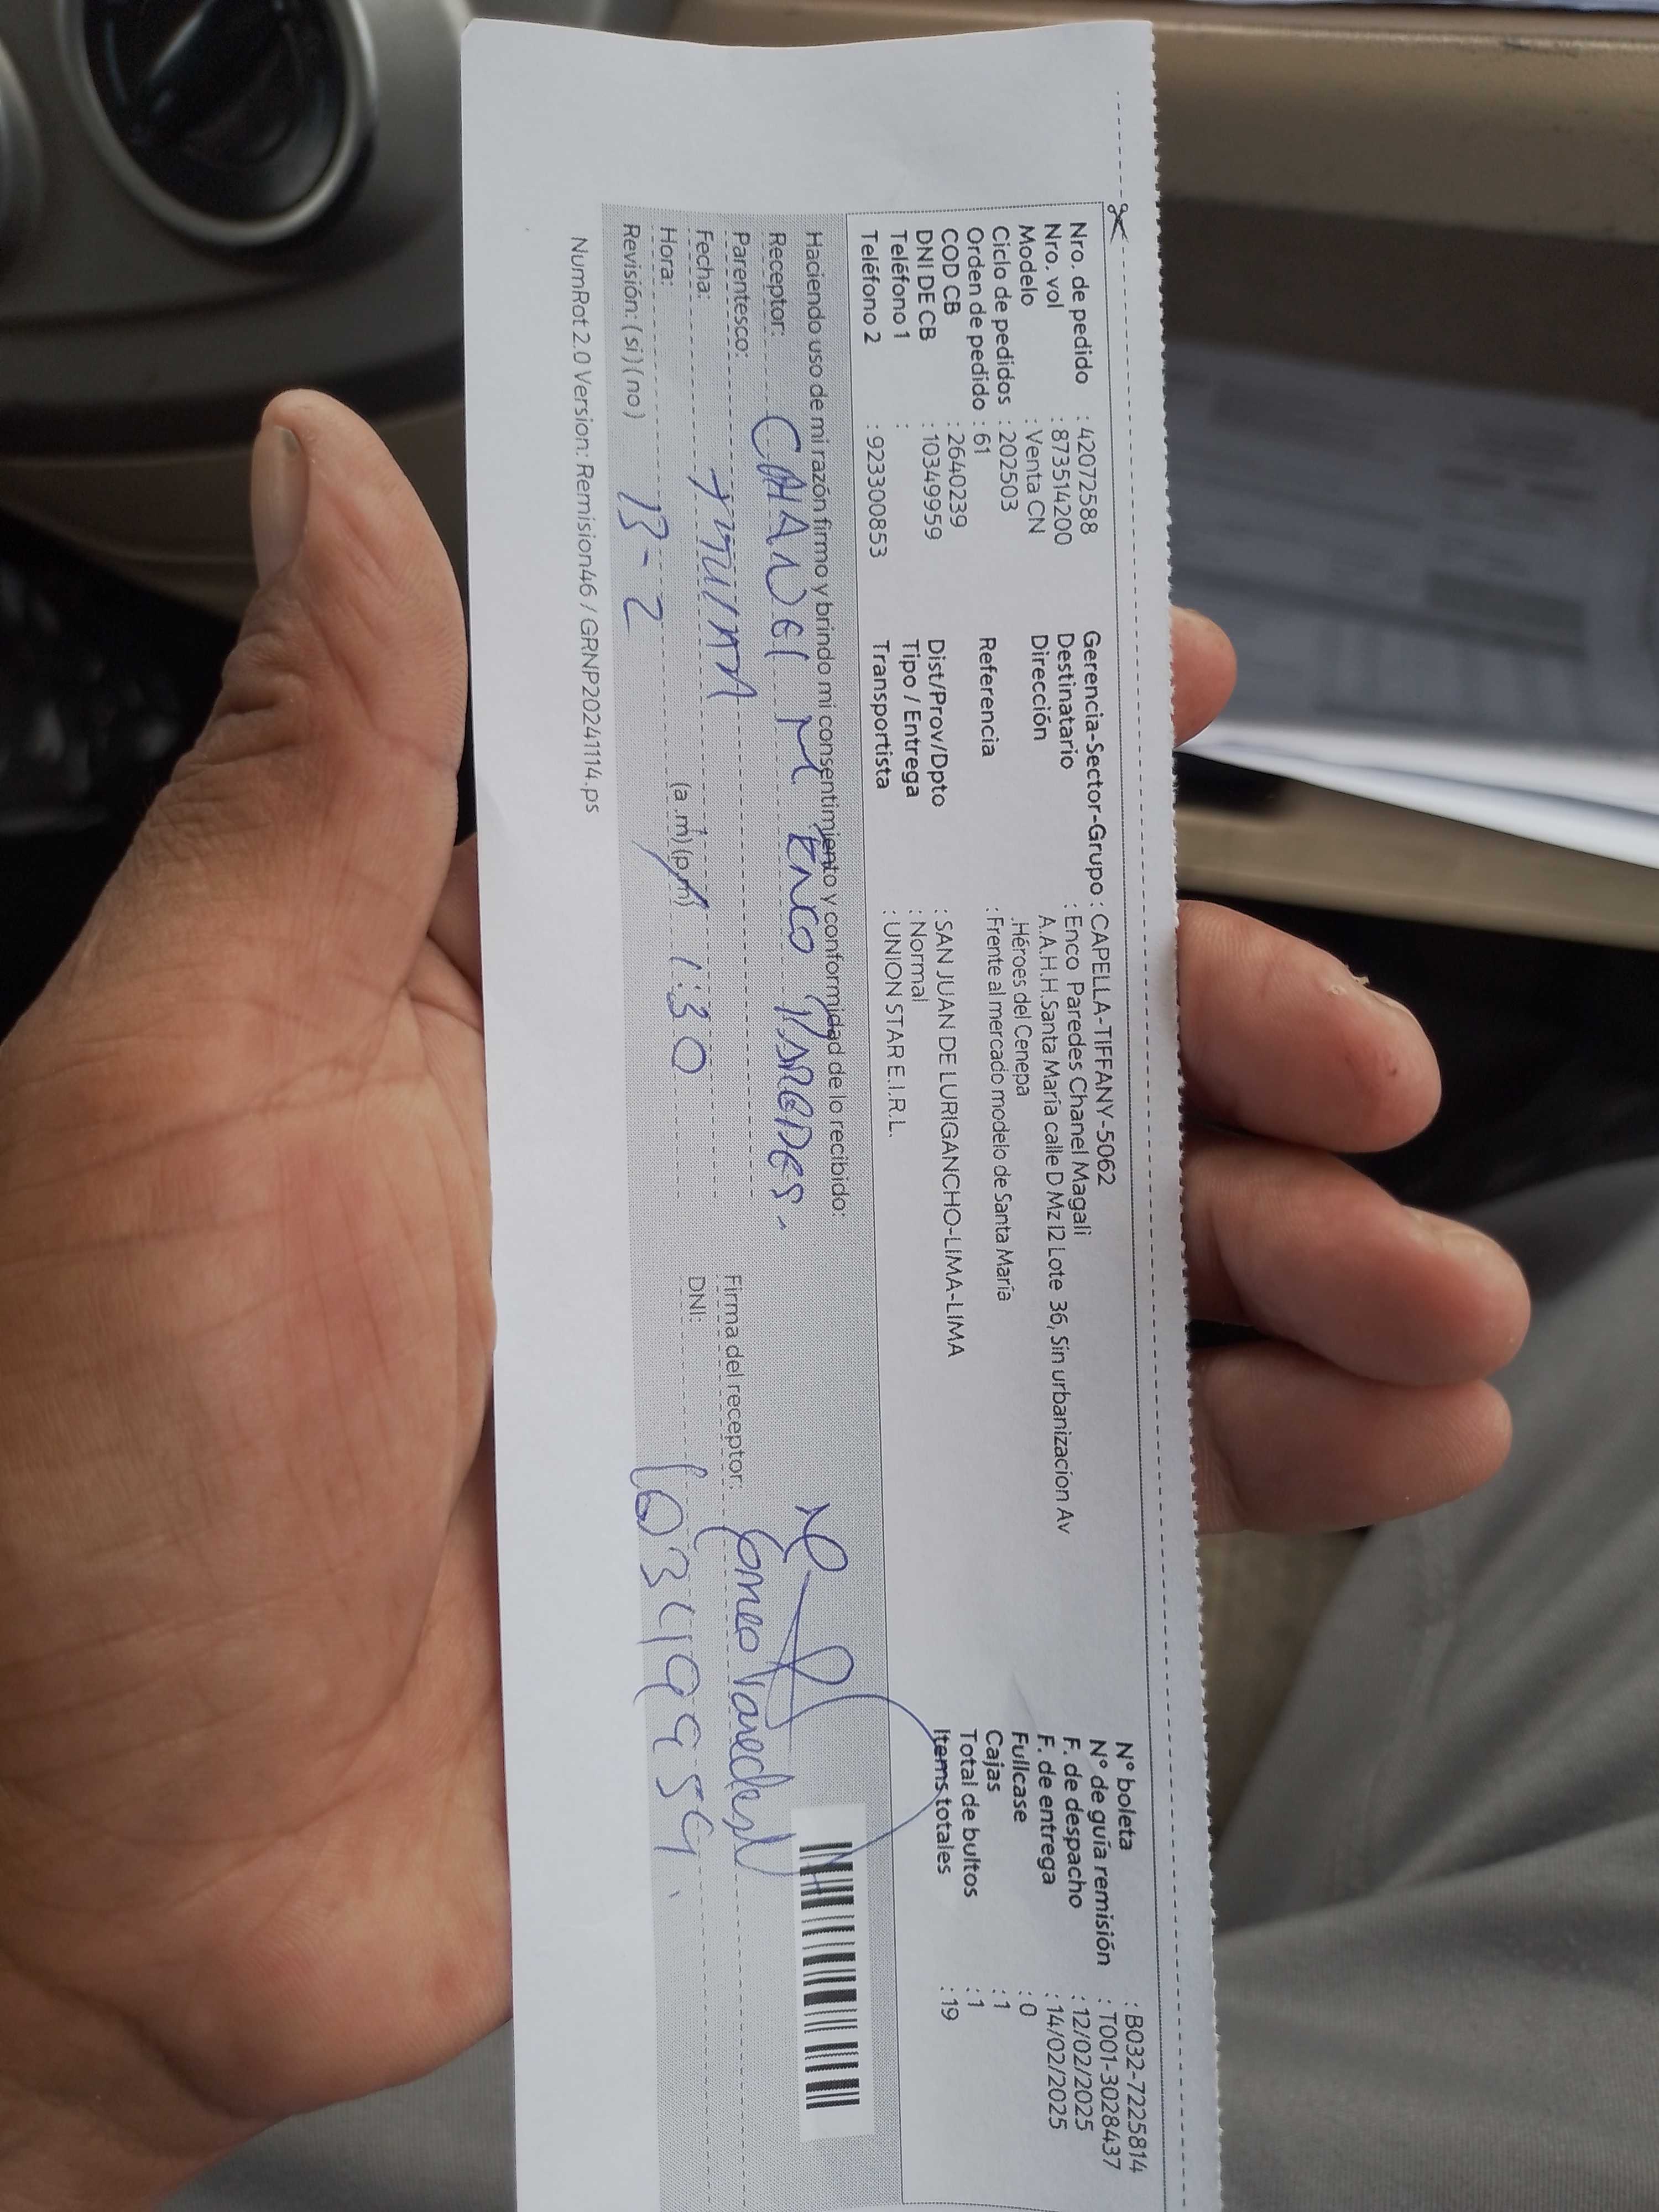 Nro. de pedido : 42072588
Nro. vol : 873514200
Modelo : Venta CN
Ciclo de pedidos : 202503
Orden de pedido : 61
COD CB : 2640239
DNI DE CB : 10349959
Teléfono 1 :
Teléfono 2 : 923300853
Gerencia-Sector-Grupo : CAPELLA-TIFFANY-5062
Destinatario : Enco Paredes Chanel Magali
Dirección A.A.H.H.Santa María calle D Mz I2 Lote 36, Sin urbanizacion Av
.Héroes del Cenepa
Referencia : Frente al mercado modelo de Santa María
Dist/Prov/Dpto : SAN JUAN DE LURIGANCHO-LIMA-LIMA
Tipo / Entrega : Normal
Transportista : UNION STAR E.I.R.L.
N° boleta : B032-7225814
N° de guía remisión : T001-3028437
F. de despacho : 12/02/2025
F. de entrega : 14/02/2025
Fullcase : 0
Cajas : 1
Total de bultos : 1
Items totales : 19
Haciendo uso de mi razón firmo y brindo mi consentimiento y conformidad de lo recibido:
Receptor: CHANEl M ENCO PAREDES.
Parentesco:
Fecha: 13-2
Hora: (a.m)(p.m) 1:30
Revisión: (si) (no)
Firma del receptor: Enco Paredes
DNI: 10349959.
NumRot 2.0 Version: Remision46 / GRNP20241114.ps